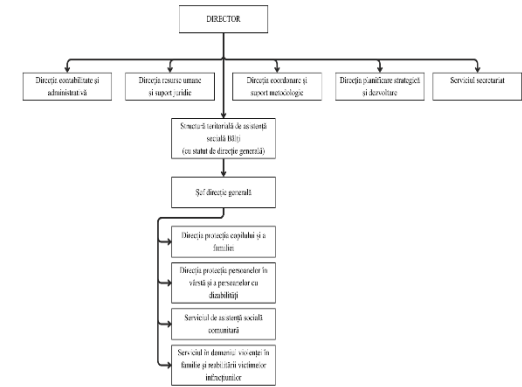 DIRECTOR
Direcția contabilitate și
administrativă
Direcția resurse umane
și suport juridic
Direcția coordonare și
suport metodologic
Direcția planificare strategică
și dezvoltare
Serviciul secretariat
Structură teritorială de asistență
socială Bălți
(cu statut de direcție generală)
Șef direcție generală
Direcția protecția copilului și a
familiei
Direcția protecția persoanelor în
vârstă și a persoanelor cu
dizabilități
Serviciul de asistență socială
comunitară
Serviciul în domeniul violenței în
familie și reabilitării victimelor
infracțiunilor